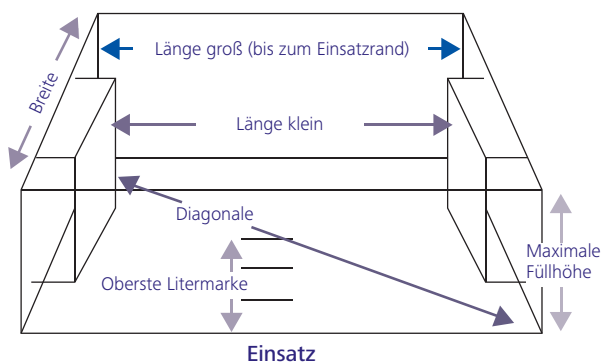 Länge groß (bis zum Einsatzrand)
Breite
Länge klein
Diagonale
Maximale
Füllhöhe
Oberste Litermarke
Einsatz